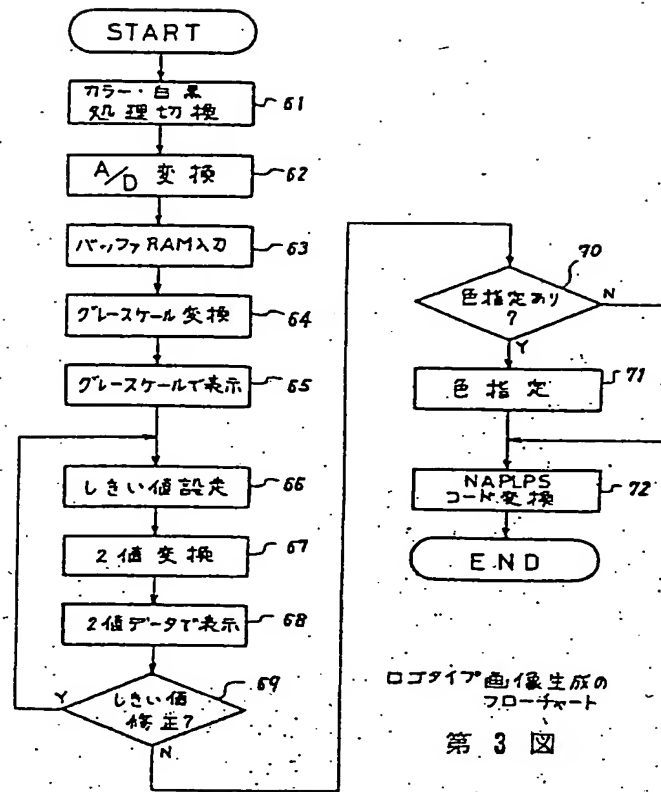 START
カラー・白黒
処理切換
61
A/D 変換
62
バッファRAM入力
63
グレースケール変換
64
グレースケールで表示
65
しきい値設定
66
2値変換
67
2値データで表示
68
しきい値
修正?
69
Y
N
色指定あり
?
70
N
Y
色指定
71
NAPLPS
コード変換
72
END
ロゴタイプ画像生成の
フローチャート
第 3 図